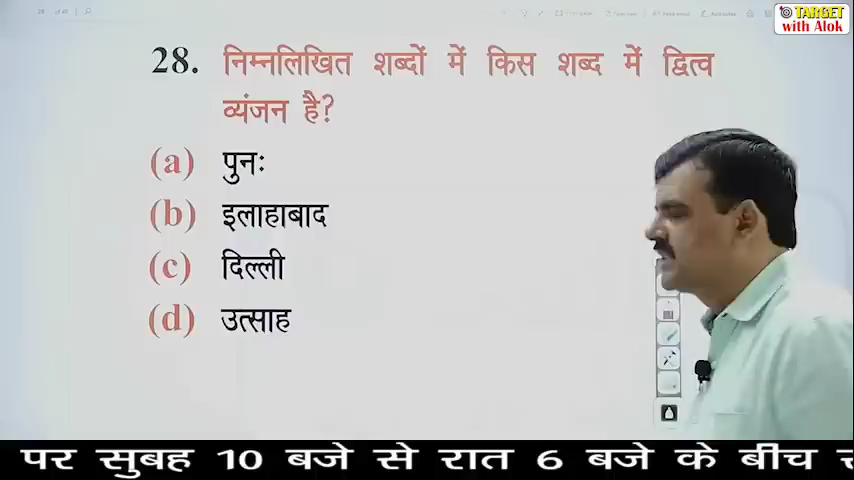 TARGET
with Alok
28. निम्नलिखित शब्दों में किस शब्द में द्वित्व
व्यंजन है?
(a) पुनः
(b) इलाहाबाद
(c) दिल्ली
(d) उत्साह
पर सुबह 10 बजे से रात 6 बजे के बीच